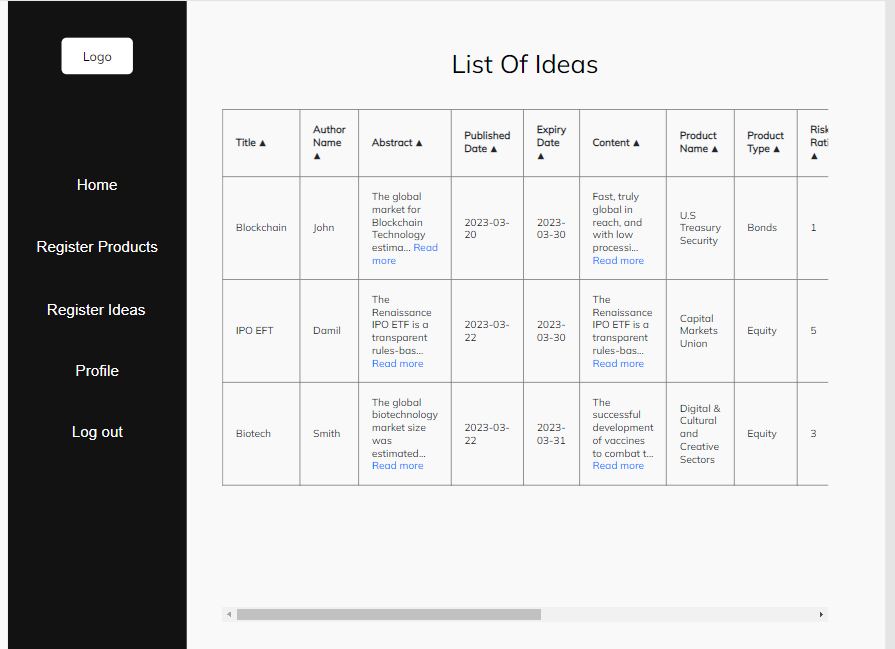 Logo
Home
Register Products
Register Ideas
Profile
Log out
List Of Ideas
Title ▲
Author
Name
▲
Abstract ▲
Published
Date ▲
Expiry
Date
▲
Content ▲
Product
Name ▲
Product
Type ▲
Risk
Rati
▲
Blockchain
John
The global
market for
Blockchain
Technology
estima... Read
more
2023-03-
20
2023-
03-30
Fast, truly
global in
reach, and
with low
processi...
Read more
U.S
Treasury
Security
Bonds
1
IPO EFT
Damil
The
Renaissance
IPO ETF is a
transparent
rules-bas...
Read more
2023-03-
22
2023-
03-30
The
Renaissance
IPO ETF is a
transparent
rules-bas...
Read more
Capital
Markets
Union
Equity
5
Biotech
Smith
The global
biotechnology
market size
was
estimated...
Read more
2023-03-
22
2023-
03-31
The
successful
development
of vaccines
to combat t...
Read more
Digital &
Cultural
and
Creative
Sectors
Equity
3